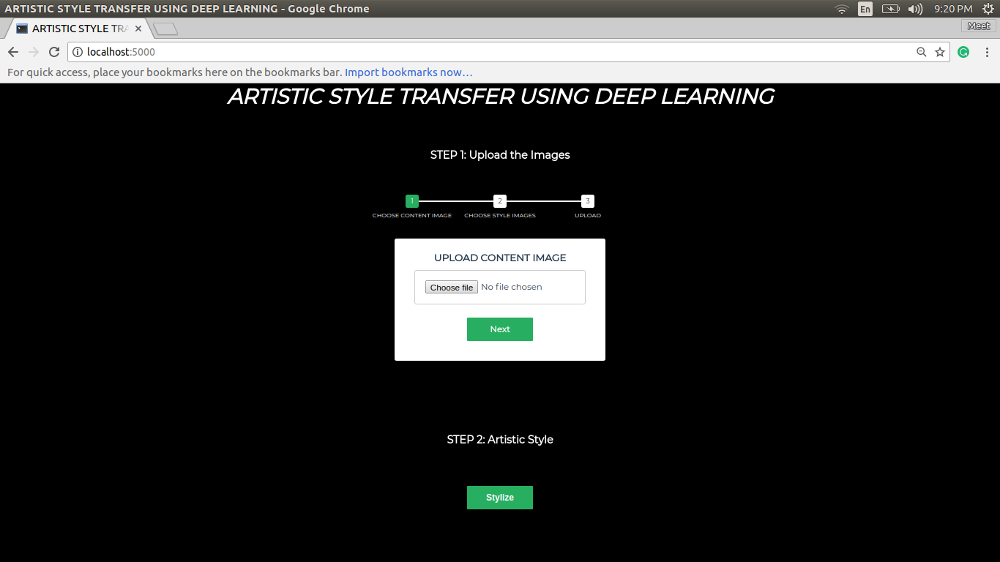 ARTISTIC STYLE TRANSFER USING DEEP LEARNING - Google Chrome
En
9:20 PM
ARTISTIC STYLE TRA
Meet
localhost:5000
For quick access, place your bookmarks here on the bookmarks bar. Import bookmarks now…
ARTISTIC STYLE TRANSFER USING DEEP LEARNING
STEP 1: Upload the Images
1 2 3
CHOOSE CONTENT IMAGE CHOOSE STYLE IMAGES UPLOAD
UPLOAD CONTENT IMAGE
Choose file No file chosen
Next
STEP 2: Artistic Style
Stylize